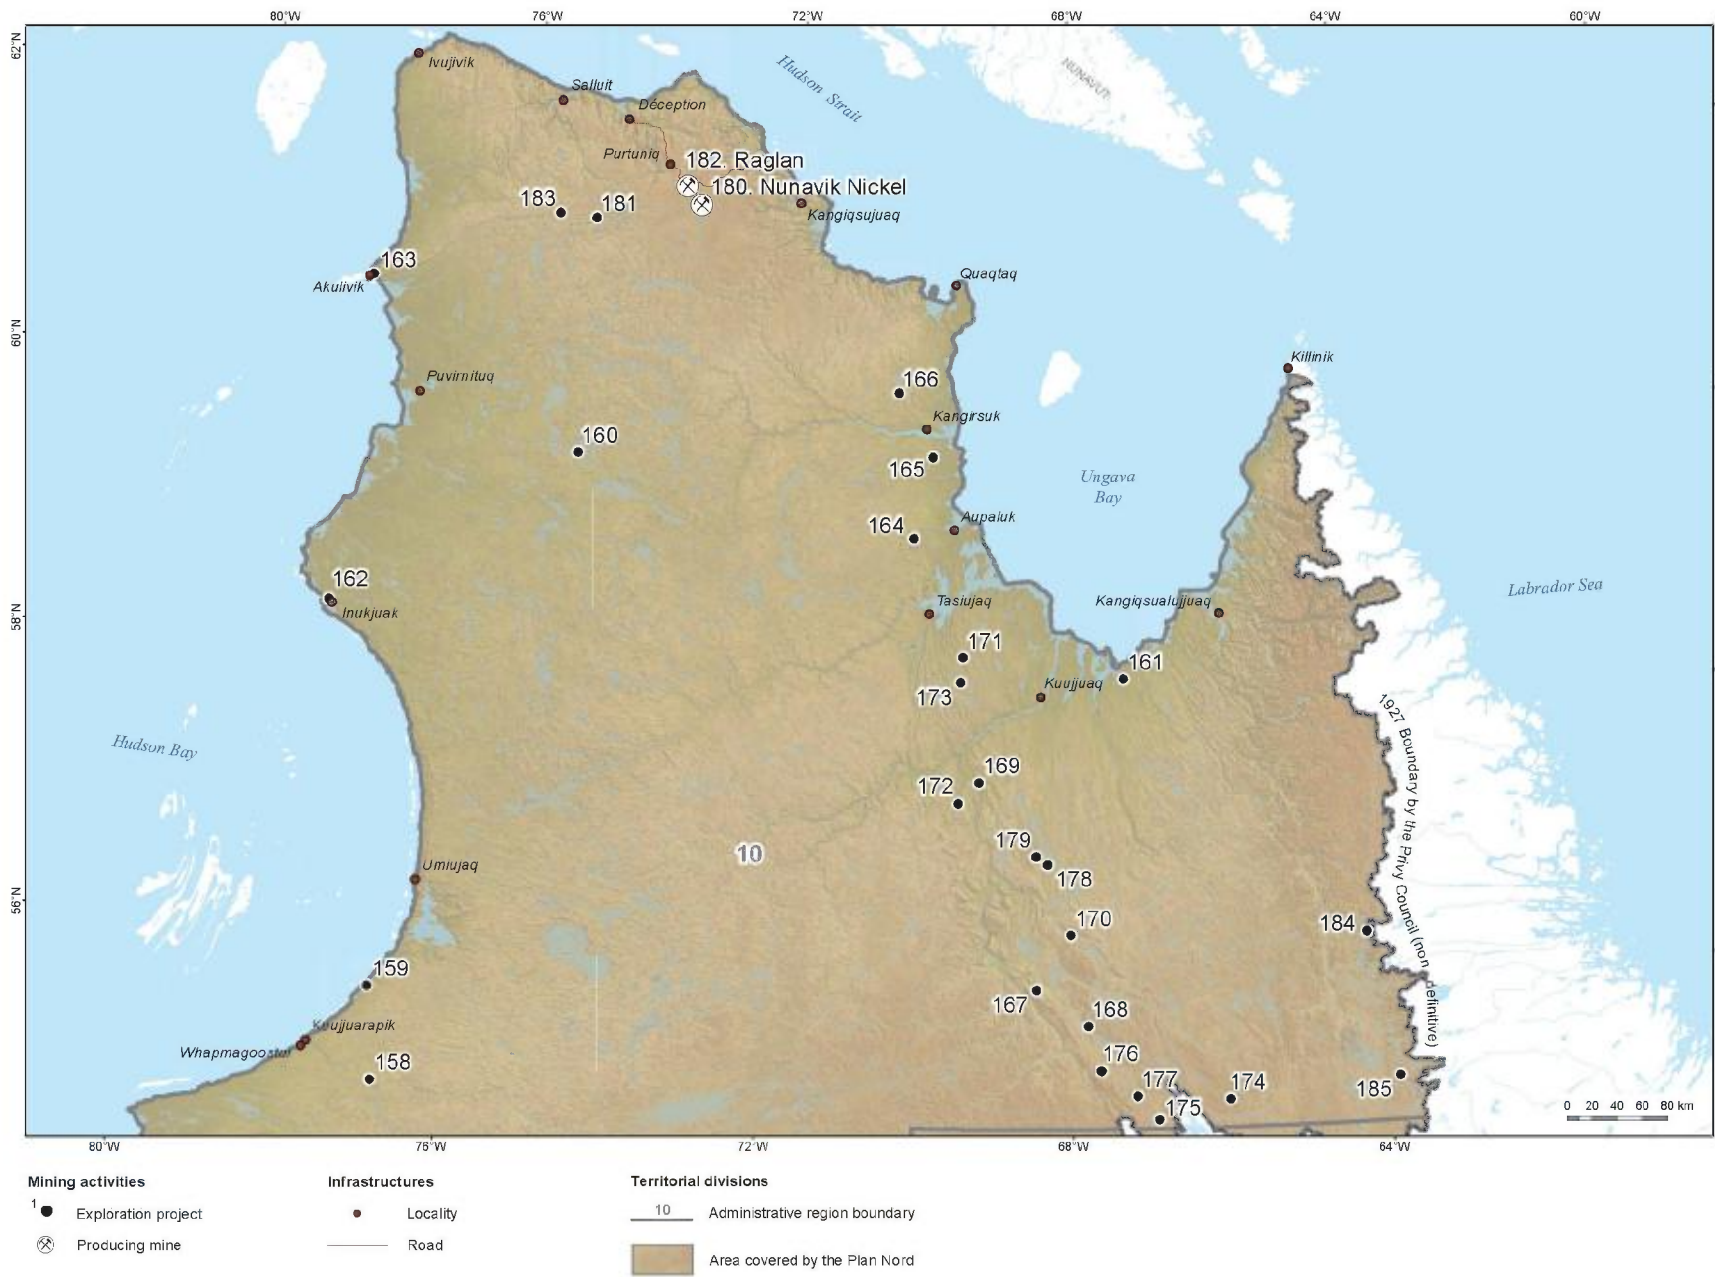 80°W
76°W
72°W
68°W
64°W
60°W
62°N
Ivujivik
Salluit
Déception
Hudson Strait
NUNAVUT
Purtuniq
182. Raglan
180. Nunavik Nickel
183
181
Kangiqsujuaq
163
Akulivik
Quaqtaq
60°N
Killinik
Puvirnituq
166
Kangirsuk
160
165
Ungava
Bay
164
Aupaluk
162
Inukjuak
Labrador Sea
58°N
Tasiujaq
Kangiqsualujjuaq
171
161
173
Kuujjuaq
1927 Boundary by the Privy Council (non definitive)
Hudson Bay
169
172
179
178
10
Umiujaq
56°N
170
184
159
167
168
Kuujjuarapik
Whapmagoostui
158
176
177
174
175
185
0 20 40 60 80 km
80°W
76°W
72°W
68°W
64°W
Mining activities
1
Exploration project
Producing mine
Infrastructures
Locality
Road
Territorial divisions
10
Administrative region boundary
Area covered by the Plan Nord